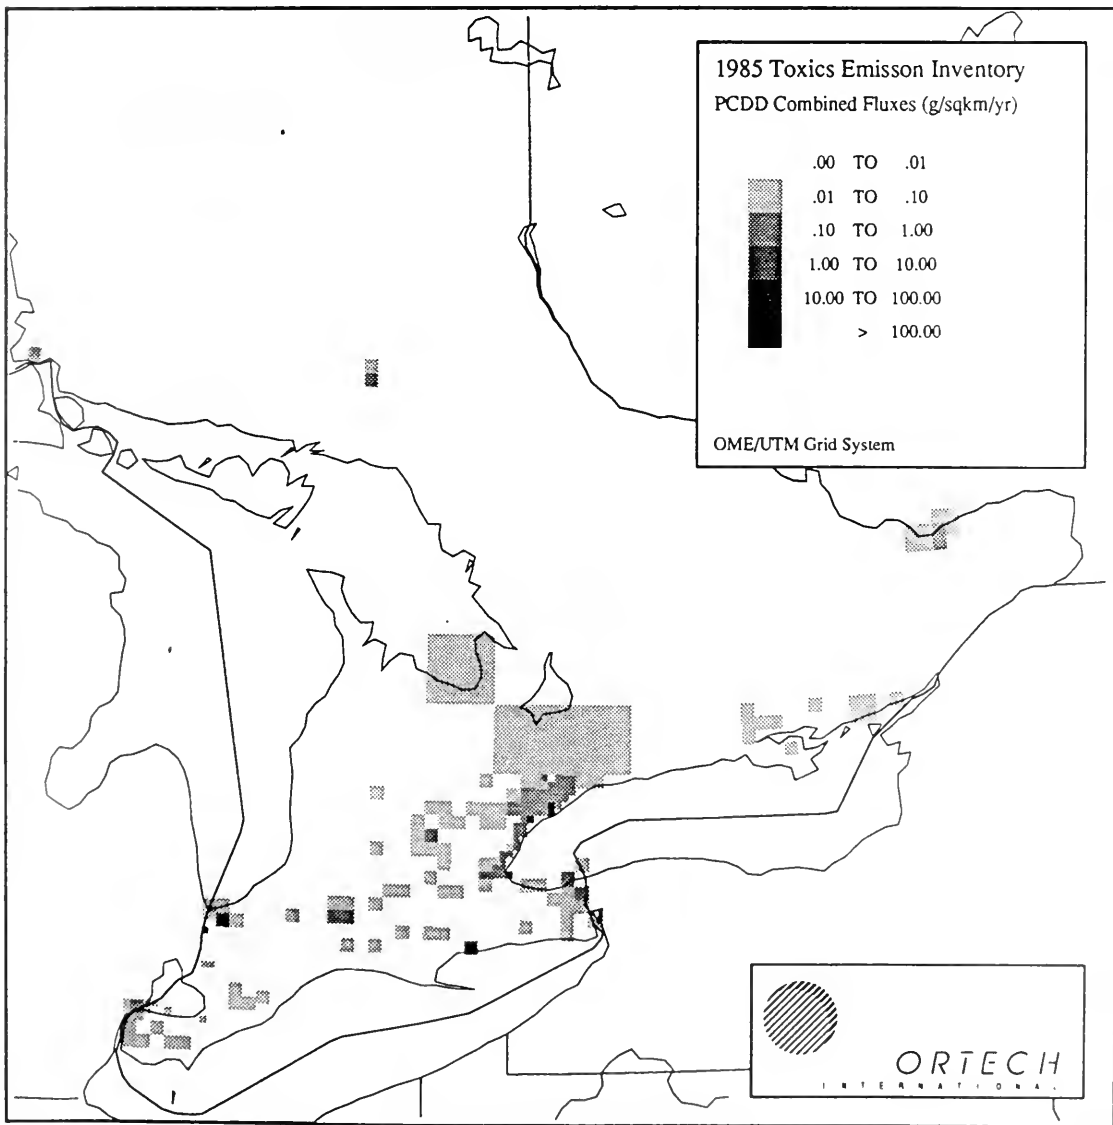 1985 Toxics Emisson Inventory
PCDD Combined Fluxes (g/sqkm/yr)
.00 TO .01
.01 TO .10
.10 TO 1.00
1.00 TO 10.00
10.00 TO 100.00
> 100.00
OME/UTM Grid System
ORTECH
INTERNATIONAL